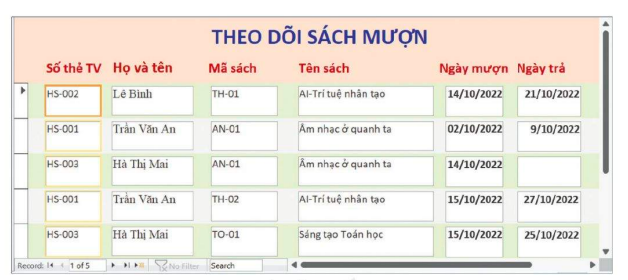 THEO DÕI SÁCH MƯỢN
Số thẻ TV Họ và tên Mã sách Tên sách Ngày mượn Ngày trả
HS-002 Lê Bình TH-01 AI-Trí tuệ nhân tạo 14/10/2022 21/10/2022
HS-001 Trần Văn An AN-01 Âm nhạc ở quanh ta 02/10/2022 9/10/2022
HS-003 Hà Thị Mai AN-01 Âm nhạc ở quanh ta 14/10/2022
HS-001 Trần Văn An TH-02 AI-Trí tuệ nhân tạo 15/10/2022 27/10/2022
HS-003 Hà Thị Mai TO-01 Sáng tạo Toán học 15/10/2022 25/10/2022
Record: 1 of 5 No Filter Search